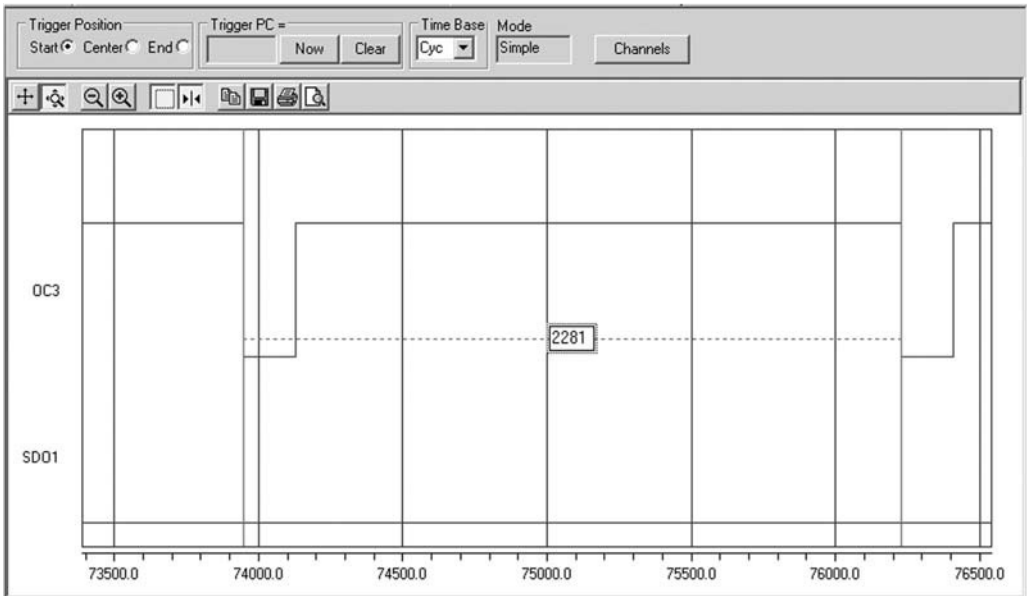 Trigger Position
Start Center End
Trigger PC =
Now Clear
Time Base
Cyc
Mode
Simple
Channels
OC3
2281
SDO1
73500.0 74000.0 74500.0 75000.0 75500.0 76000.0 76500.0